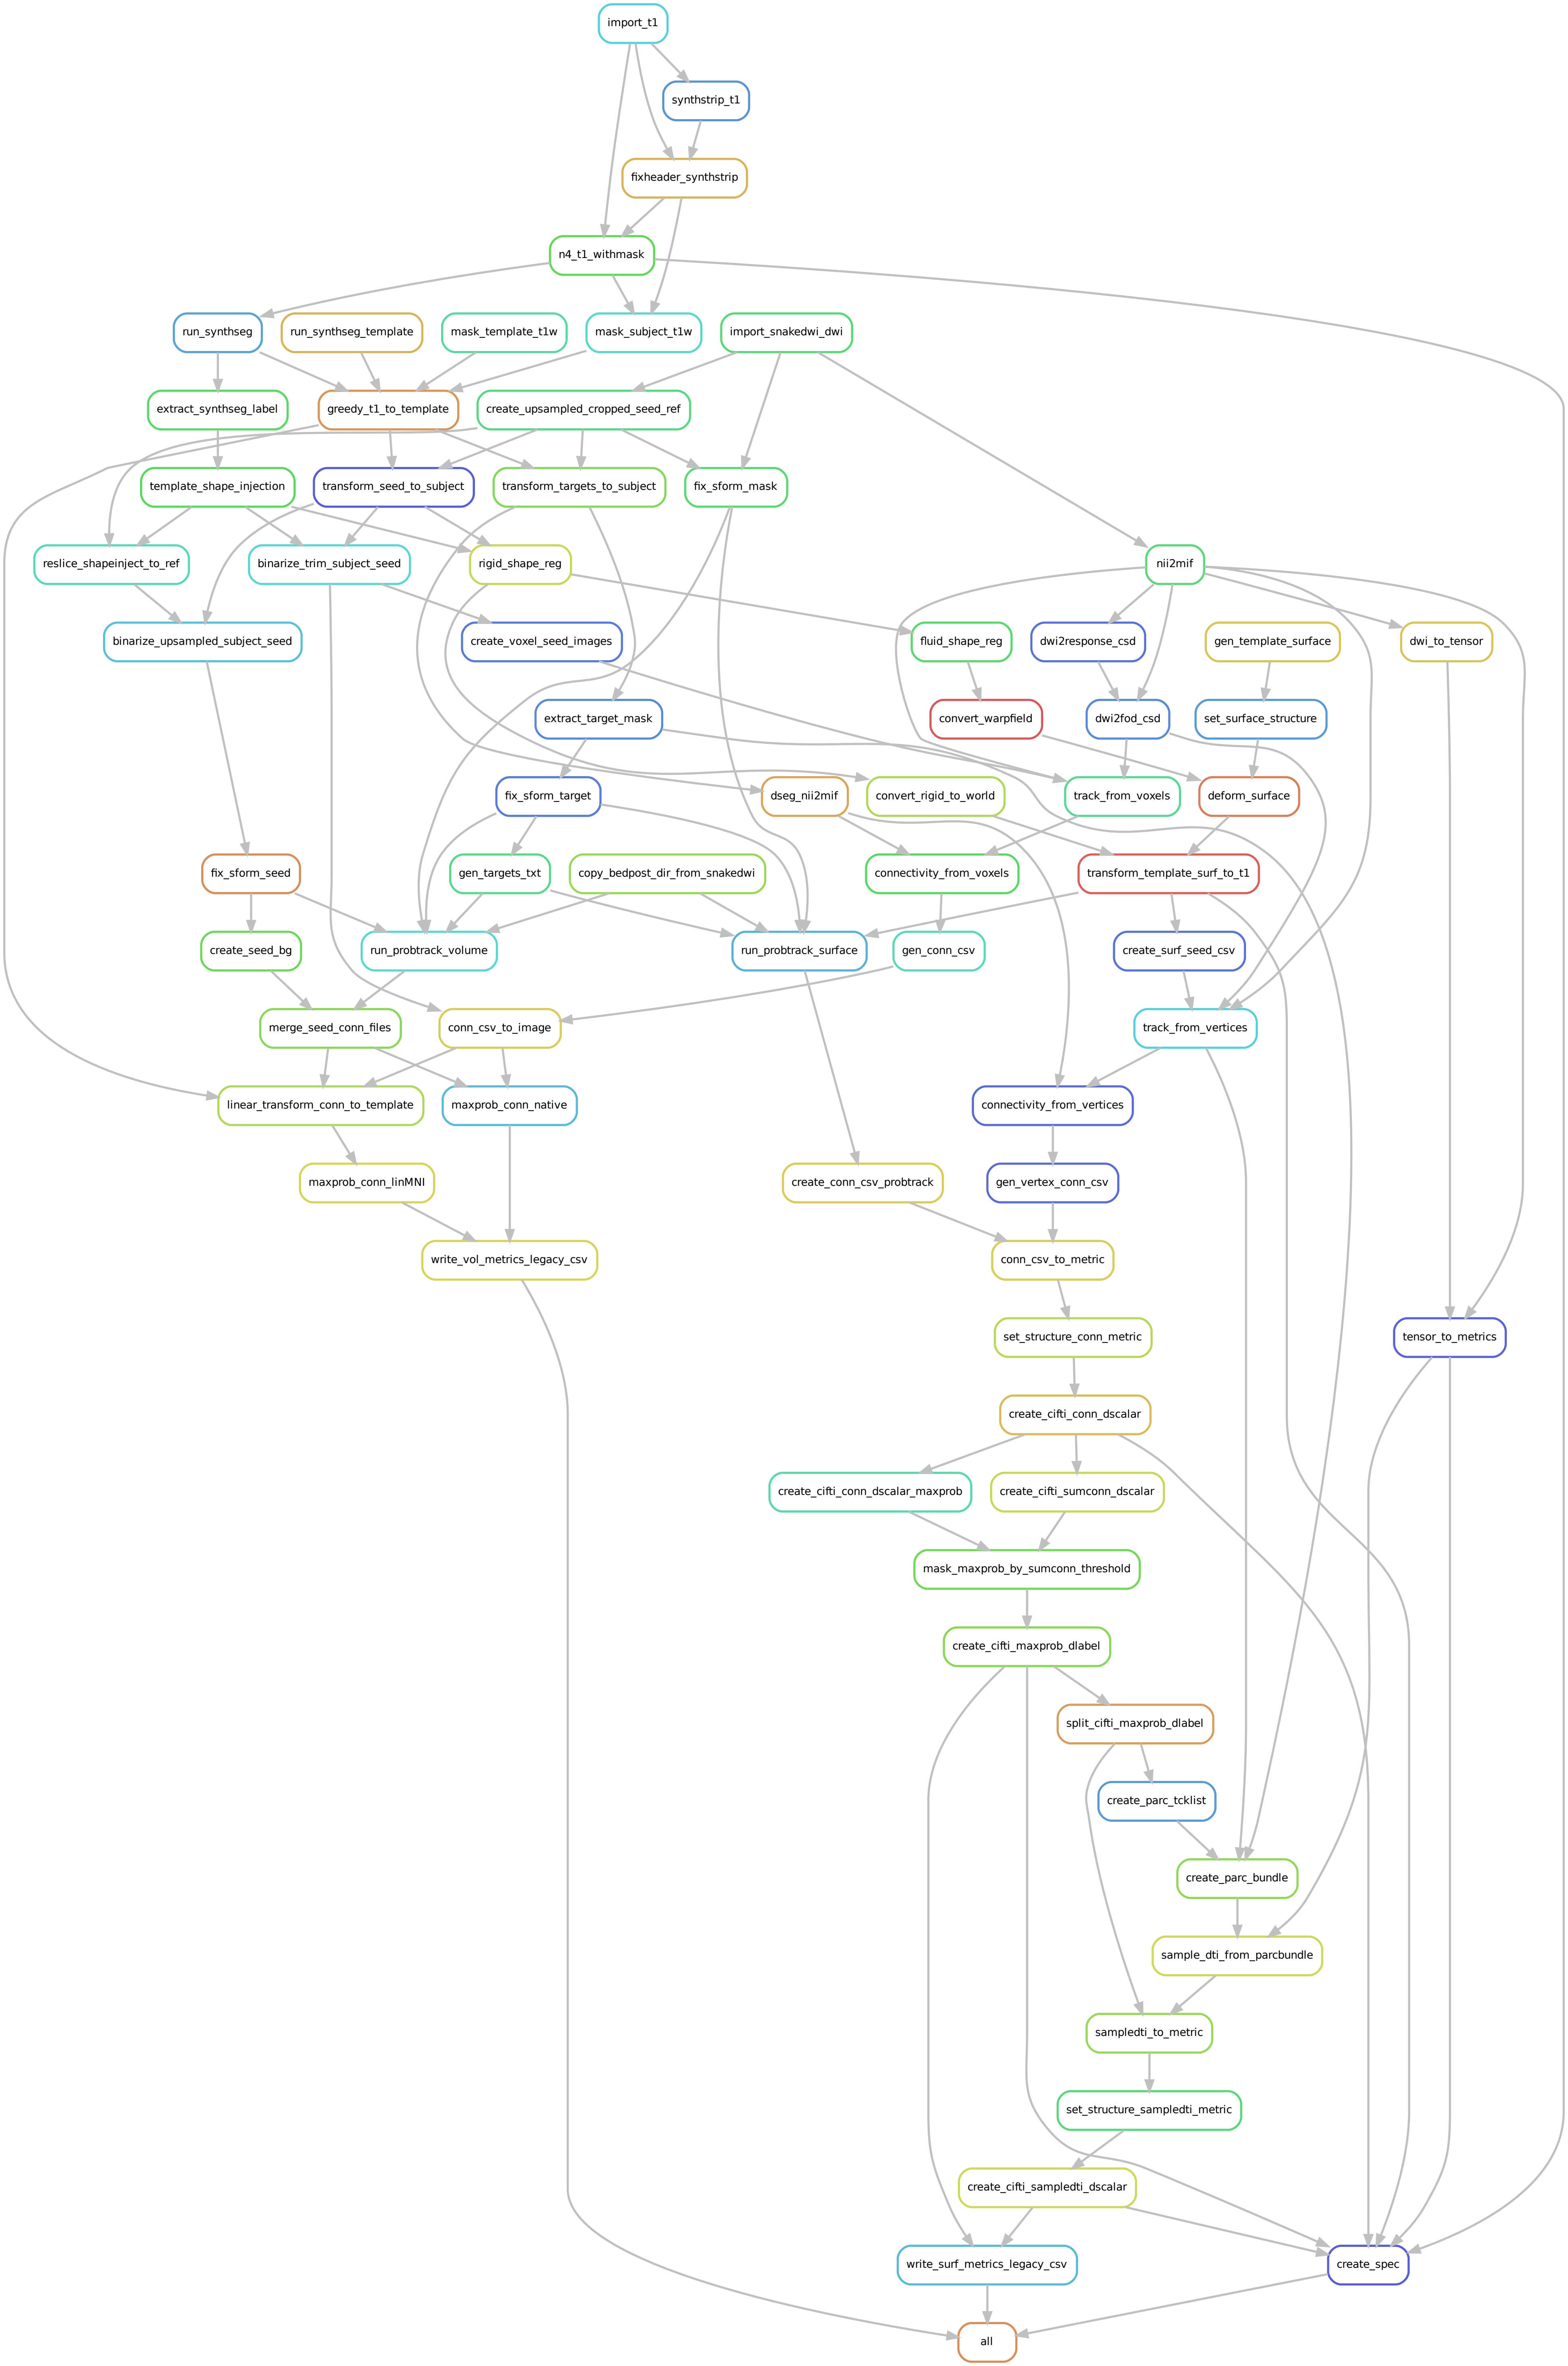 import_t1
synthstrip_t1
fixheader_synthstrip
n4_t1_withmask
run_synthseg
run_synthseg_template
mask_template_t1w
mask_subject_t1w
import_snakedwi_dwi
extract_synthseg_label
greedy_t1_to_template
create_upsampled_cropped_seed_ref
template_shape_injection
transform_seed_to_subject
transform_targets_to_subject
fix_sform_mask
reslice_shapeinject_to_ref
binarize_trim_subject_seed
rigid_shape_reg
nii2mif
binarize_upsampled_subject_seed
create_voxel_seed_images
fluid_shape_reg
dwi2response_csd
gen_template_surface
dwi_to_tensor
extract_target_mask
convert_warpfield
dwi2fod_csd
set_surface_structure
fix_sform_target
dseg_nii2mif
convert_rigid_to_world
track_from_voxels
deform_surface
fix_sform_seed
gen_targets_txt
copy_bedpost_dir_from_snakedwi
connectivity_from_voxels
transform_template_surf_to_t1
create_seed_bg
run_probtrack_volume
run_probtrack_surface
gen_conn_csv
create_surf_seed_csv
merge_seed_conn_files
conn_csv_to_image
track_from_vertices
linear_transform_conn_to_template
maxprob_conn_native
connectivity_from_vertices
maxprob_conn_linMNI
create_conn_csv_probtrack
gen_vertex_conn_csv
write_vol_metrics_legacy_csv
conn_csv_to_metric
set_structure_conn_metric
tensor_to_metrics
create_cifti_conn_dscalar
create_cifti_conn_dscalar_maxprob
create_cifti_sumconn_dscalar
mask_maxprob_by_sumconn_threshold
create_cifti_maxprob_dlabel
split_cifti_maxprob_dlabel
create_parc_tcklist
create_parc_bundle
sample_dti_from_parcbundle
sampledti_to_metric
set_structure_sampledti_metric
create_cifti_sampledti_dscalar
write_surf_metrics_legacy_csv
create_spec
all